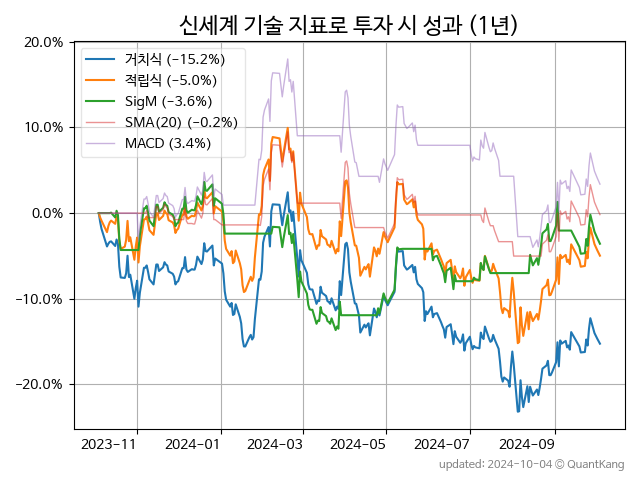 신세계 기술 지표로 투자 시 성과 (1년)
20.0%
10.0%
0.0%
−10.0%
−20.0%
거치식 (−15.2%)
적립식 (−5.0%)
SigM (−3.6%)
SMA(20) (−0.2%)
MACD (3.4%)
2023-11
2024-01
2024-03
2024-05
2024-07
2024-09
updated: 2024-10-04 @ QuantKang